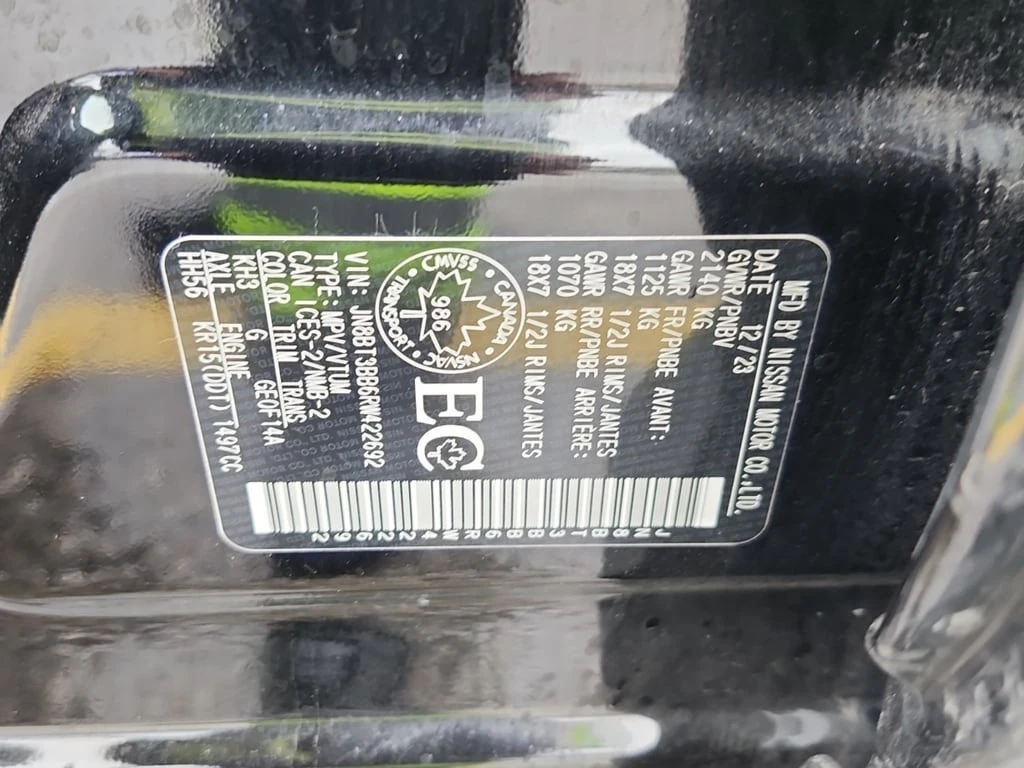 MFD BY NISSAN MOTOR CO.,LTD.
DATE 12/23
GVWR/PNBV
2140 KG
GAWR FR/PNBE AVANT:
1125 KG
18X7 1/2J RIMS/JANTES
GAWR RR/PNBE ARRIÈRE:
1070 KG
18X7 1/2J RIMS/JANTES
CMVSS • CANADA • NSVAC • TRANSPORT •
986
EC
VIN: JN8BT3BB6RW422692
TYPE: MPV/VTUM
CAN ICES-2/NMB-2
COLOR TRIM TRANS
KH3 G GE0F14A
AXLE ENGINE
HH56 KR15(DDT) 1497CC
JN8BT3BB6RW422692